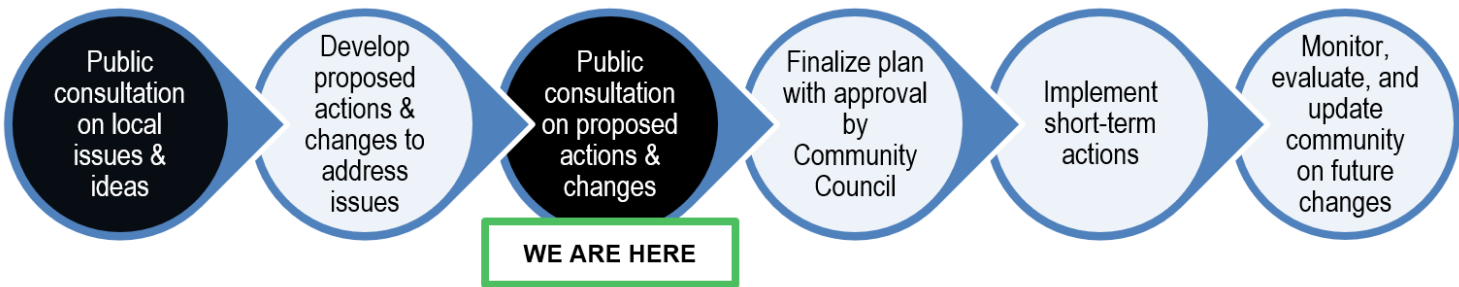 Public
consultation
on local
issues &
ideas
Develop
proposed
actions &
changes to
address
issues
Public
consultation
on proposed
actions &
changes
WE ARE HERE
Finalize plan
with approval
by
Community
Council
Implement
short-term
actions
Monitor,
evaluate, and
update
community
on future
changes